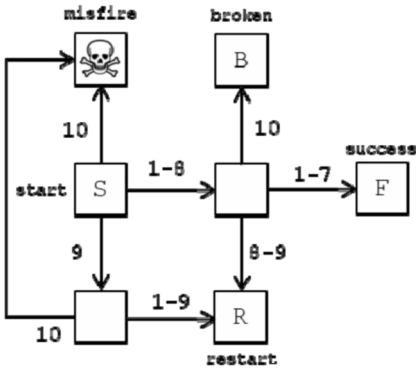 misfire
broken
B
10
10
success
1-8
1-7
start
S
F
9
8-9
1-9
R
10
restart